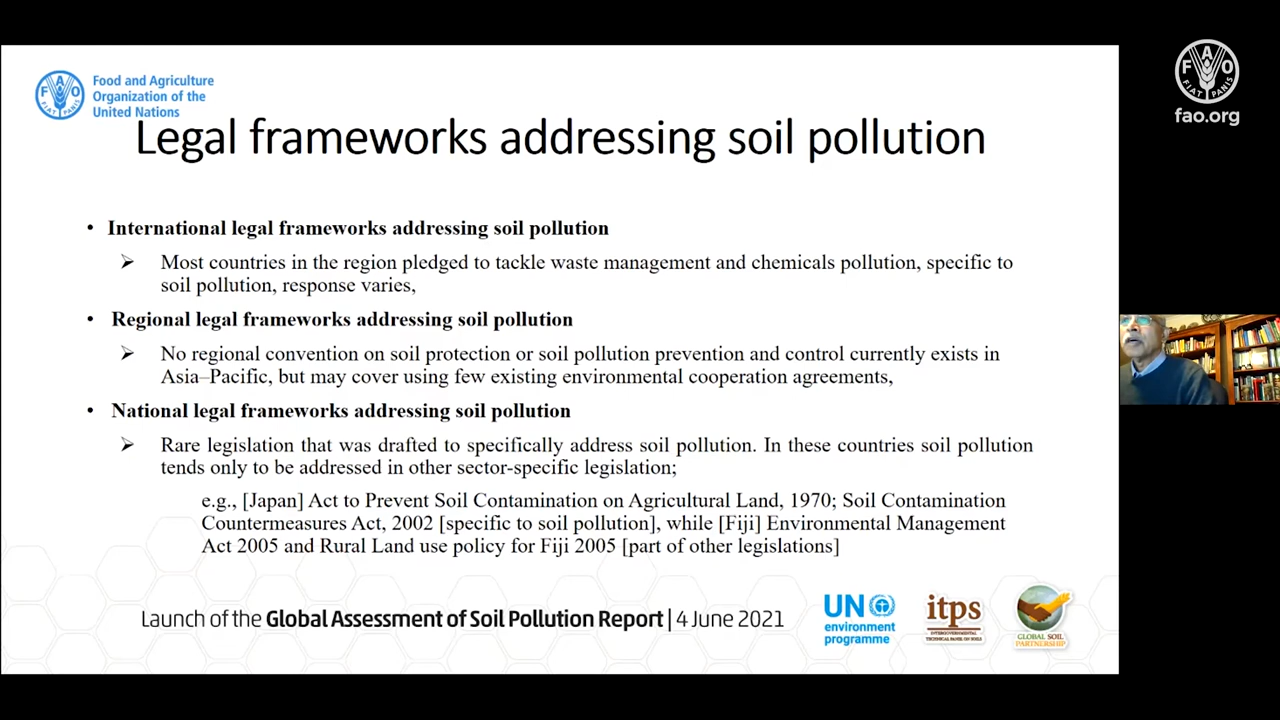 Food and Agriculture
Organization of the
United Nations
Legal frameworks addressing soil pollution
• International legal frameworks addressing soil pollution
➢ Most countries in the region pledged to tackle waste management and chemicals pollution, specific to
soil pollution, response varies,
• Regional legal frameworks addressing soil pollution
➢ No regional convention on soil protection or soil pollution prevention and control currently exists in
Asia–Pacific, but may cover using few existing environmental cooperation agreements,
• National legal frameworks addressing soil pollution
➢ Rare legislation that was drafted to specifically address soil pollution. In these countries soil pollution
tends only to be addressed in other sector-specific legislation;
e.g., [Japan] Act to Prevent Soil Contamination on Agricultural Land, 1970; Soil Contamination
Countermeasures Act, 2002 [specific to soil pollution], while [Fiji] Environmental Management
Act 2005 and Rural Land use policy for Fiji 2005 [part of other legislations]
Launch of the Global Assessment of Soil Pollution Report | 4 June 2021
UN
environment
programme
itps
INTERGOVERNMENTAL
TECHNICAL PANEL ON SOILS
GLOBAL SOIL
PARTNERSHIP
FAO
FIAT PANIS
fao.org